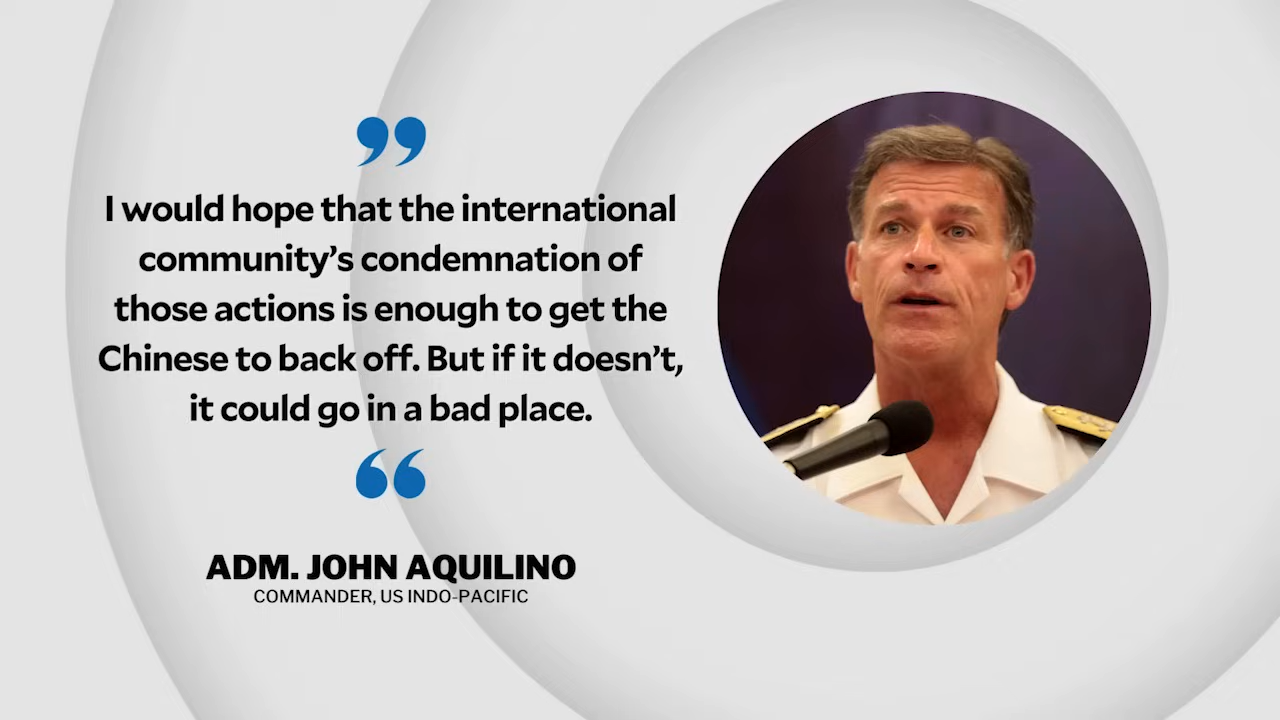 ”
I would hope that the international
community’s condemnation of
those actions is enough to get the
Chinese to back off. But if it doesn’t,
it could go in a bad place.
“
ADM. JOHN AQUILINO
COMMANDER, US INDO-PACIFIC